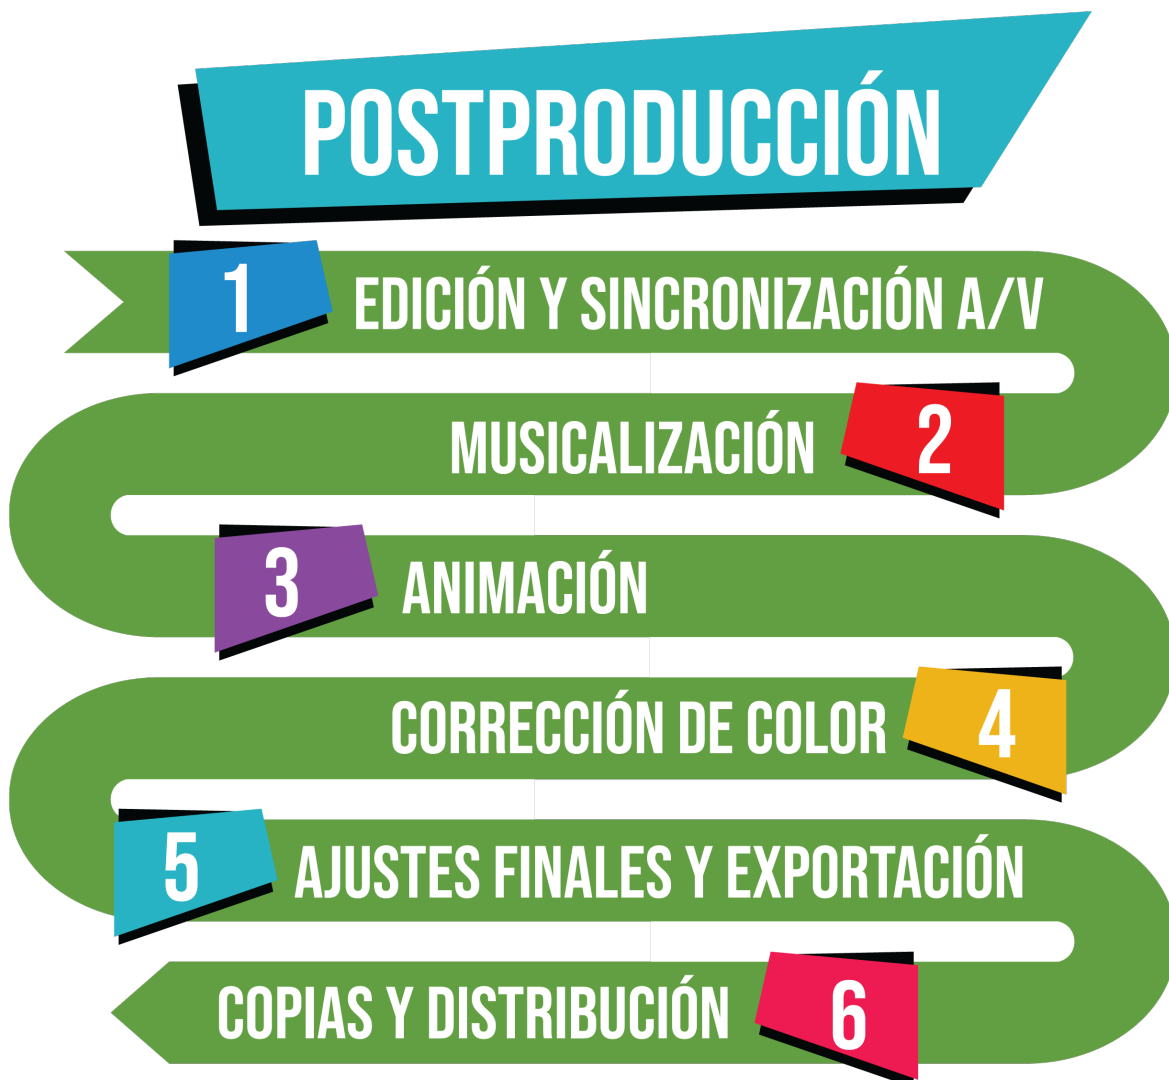 POSTPRODUCCIÓN
1 EDICIÓN Y SINCRONIZACIÓN A/V
MUSICALIZACIÓN 2
3 ANIMACIÓN
CORRECCIÓN DE COLOR 4
5 AJUSTES FINALES Y EXPORTACIÓN
COPIAS Y DISTRIBUCIÓN 6